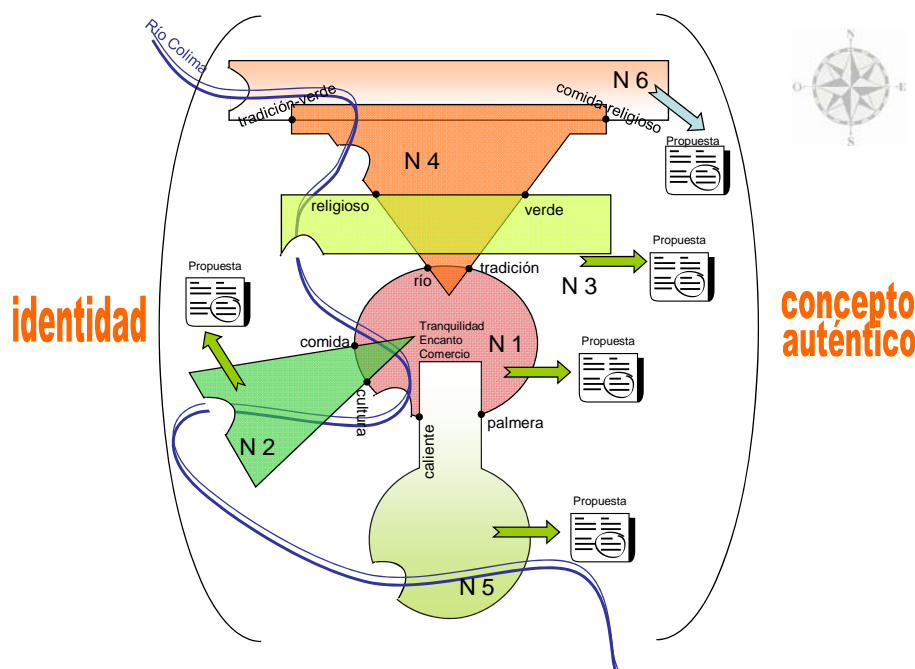 Río Colima
N 6
tradición-verde
comida-religioso
Propuesta
N 4
N
O
E
S
religioso
verde
Propuesta
río
tradición
N 3
Propuesta
identidad
concepto
auténtico
Tranquilidad
Encanto
Comercio
N 1
comida
Propuesta
cultura
palmera
caliente
N 2
Propuesta
N 5